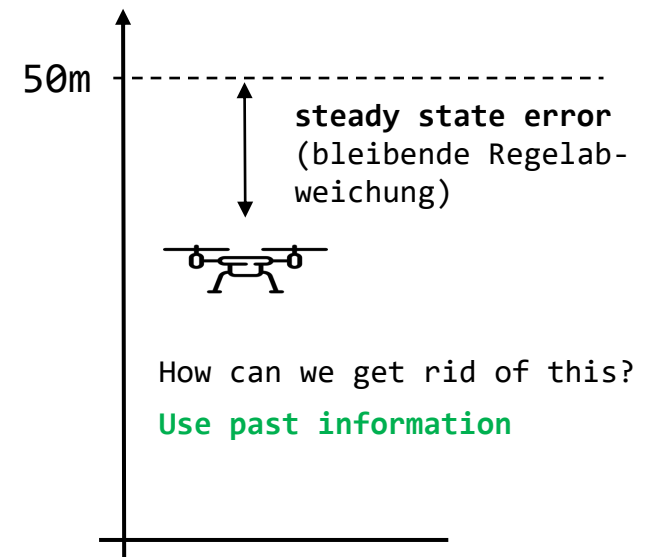 50m
steady state error
(bleibende Regelab-
weichung)
How can we get rid of this?
Use past information